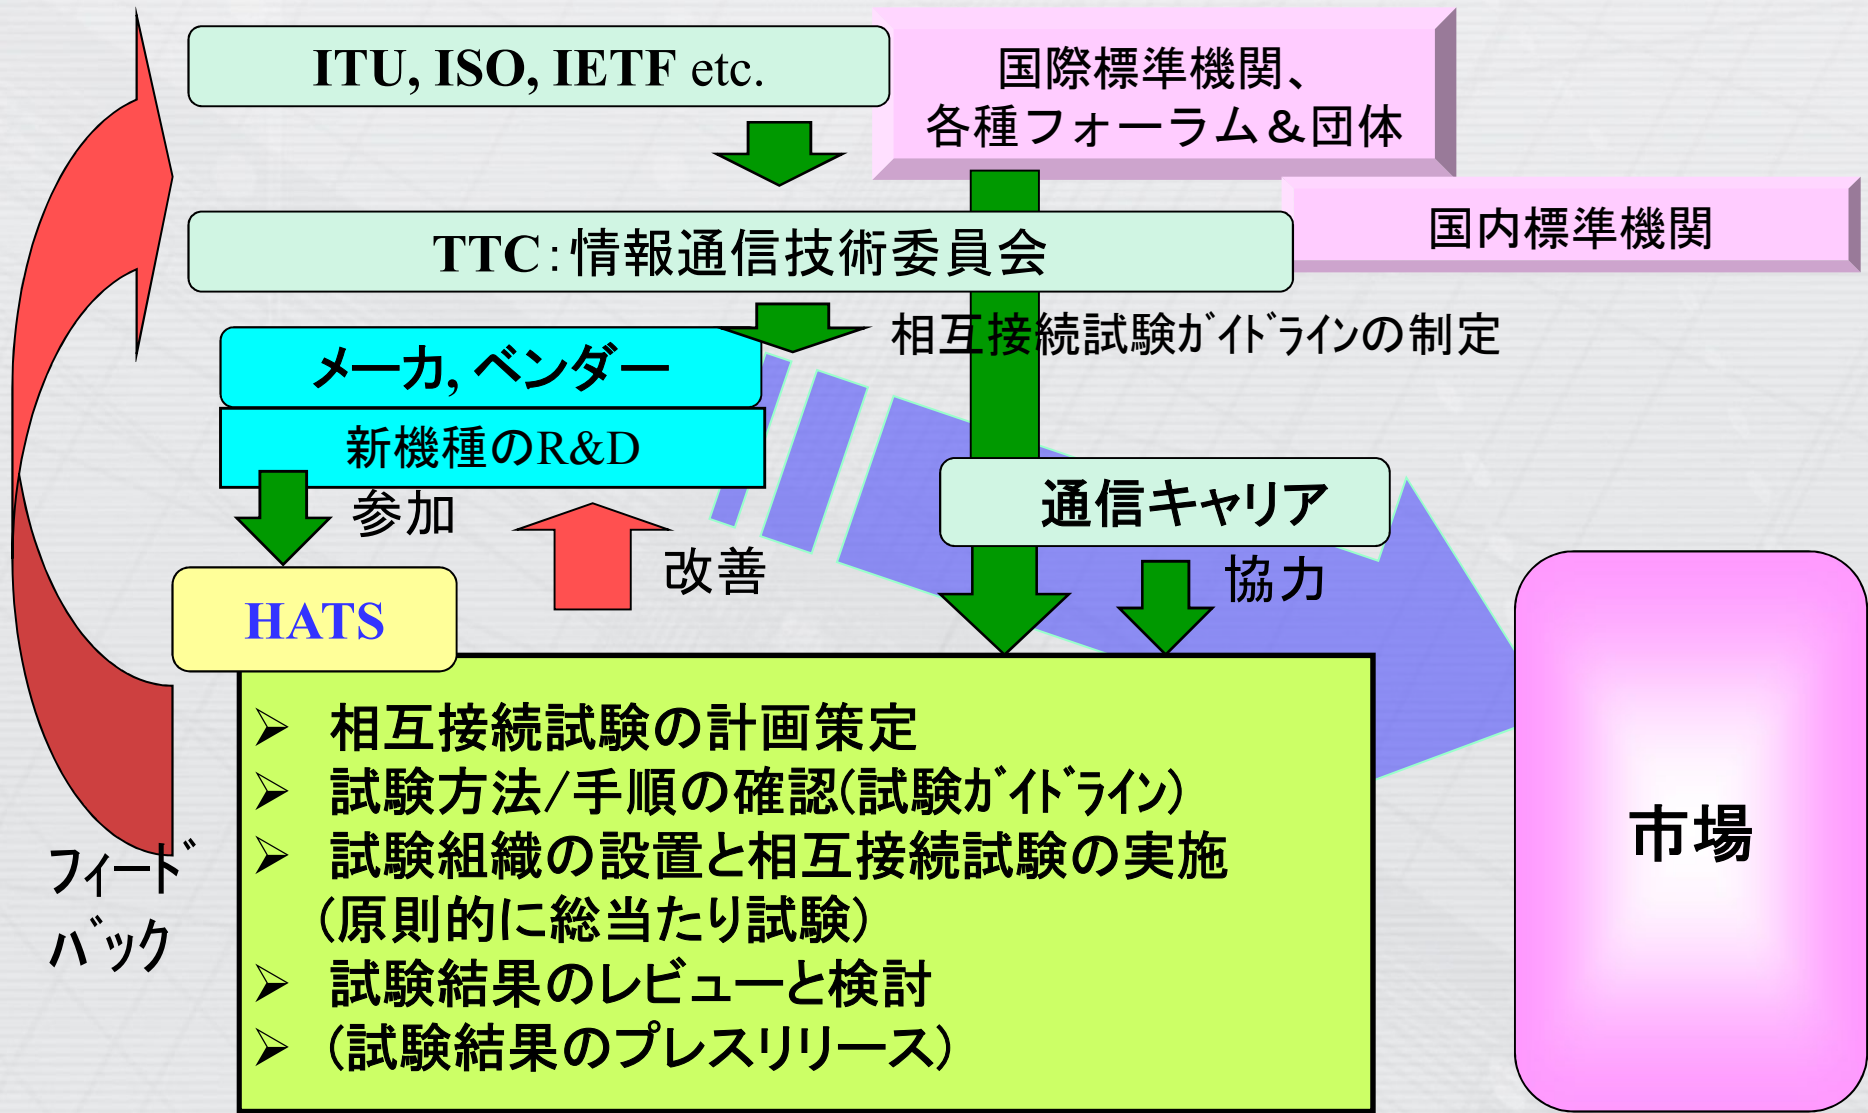 ITU, ISO, IETF etc.
国際標準機関、
各種フォーラム＆団体
国内標準機関
TTC：情報通信技術委員会
相互接続試験ｶﾞｲﾄﾞﾗｲﾝの制定
メーカ, ベンダー
新機種のR&D
参加
改善
通信キャリア
協力
HATS
➢ 相互接続試験の計画策定
➢ 試験方法/手順の確認(試験ｶﾞｲﾄﾞﾗｲﾝ)
➢ 試験組織の設置と相互接続試験の実施
(原則的に総当たり試験)
➢ 試験結果のレビューと検討
➢ (試験結果のプレスリリース)
ﾌｨｰﾄﾞ
ﾊﾞｯｸ
市場